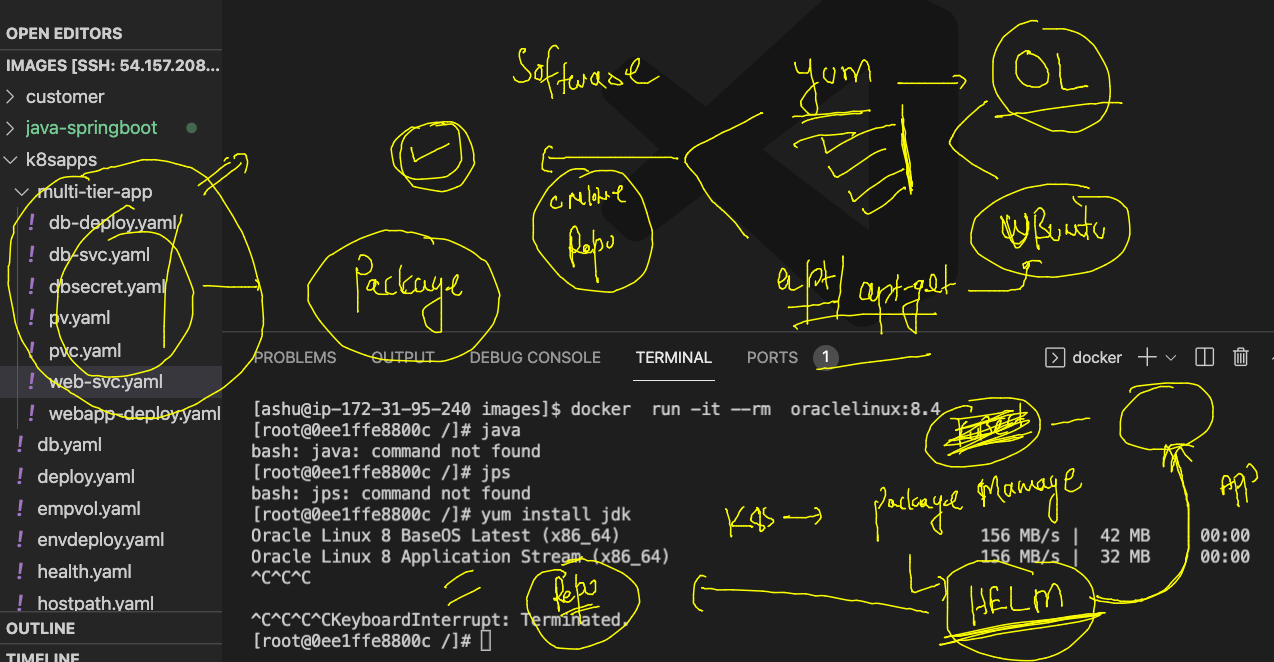 OPEN EDITORS
IMAGES [SSH: 54.157.208...
customer
java-springboot
k8sapps
multi-tier-app
db-deploy.yaml
db-svc.yaml
dbsecret.yaml
pv.yaml
pvc.yaml
web-svc.yaml
webapp-deploy.yaml
db.yaml
deploy.yaml
empvol.yaml
envdeploy.yaml
health.yaml
hostpath.yaml
OUTLINE
TIMELINE
Software
yum
OL
Repo
Package
UBuntu
apt/ apt-get
PROBLEMS OUTPUT DEBUG CONSOLE TERMINAL PORTS 1
docker
[ashu@ip-172-31-95-240 images]$ docker  run -it --rm  oraclelinux:8.4
[root@0ee1ffe8800c /]# java
bash: java: command not found
[root@0ee1ffe8800c /]# jps
bash: jps: command not found
[root@0ee1ffe8800c /]# yum install jdk
Oracle Linux 8 BaseOS Latest (x86_64) 156 MB/s | 42 MB 00:00
Oracle Linux 8 Application Stream (x86_64) 156 MB/s | 32 MB 00:00
^C^C^C
^C^C^C^CKeyboardInterrupt: Terminated.
[root@0ee1ffe8800c /]#
K8s
Package Manage
App
HELM
Repo